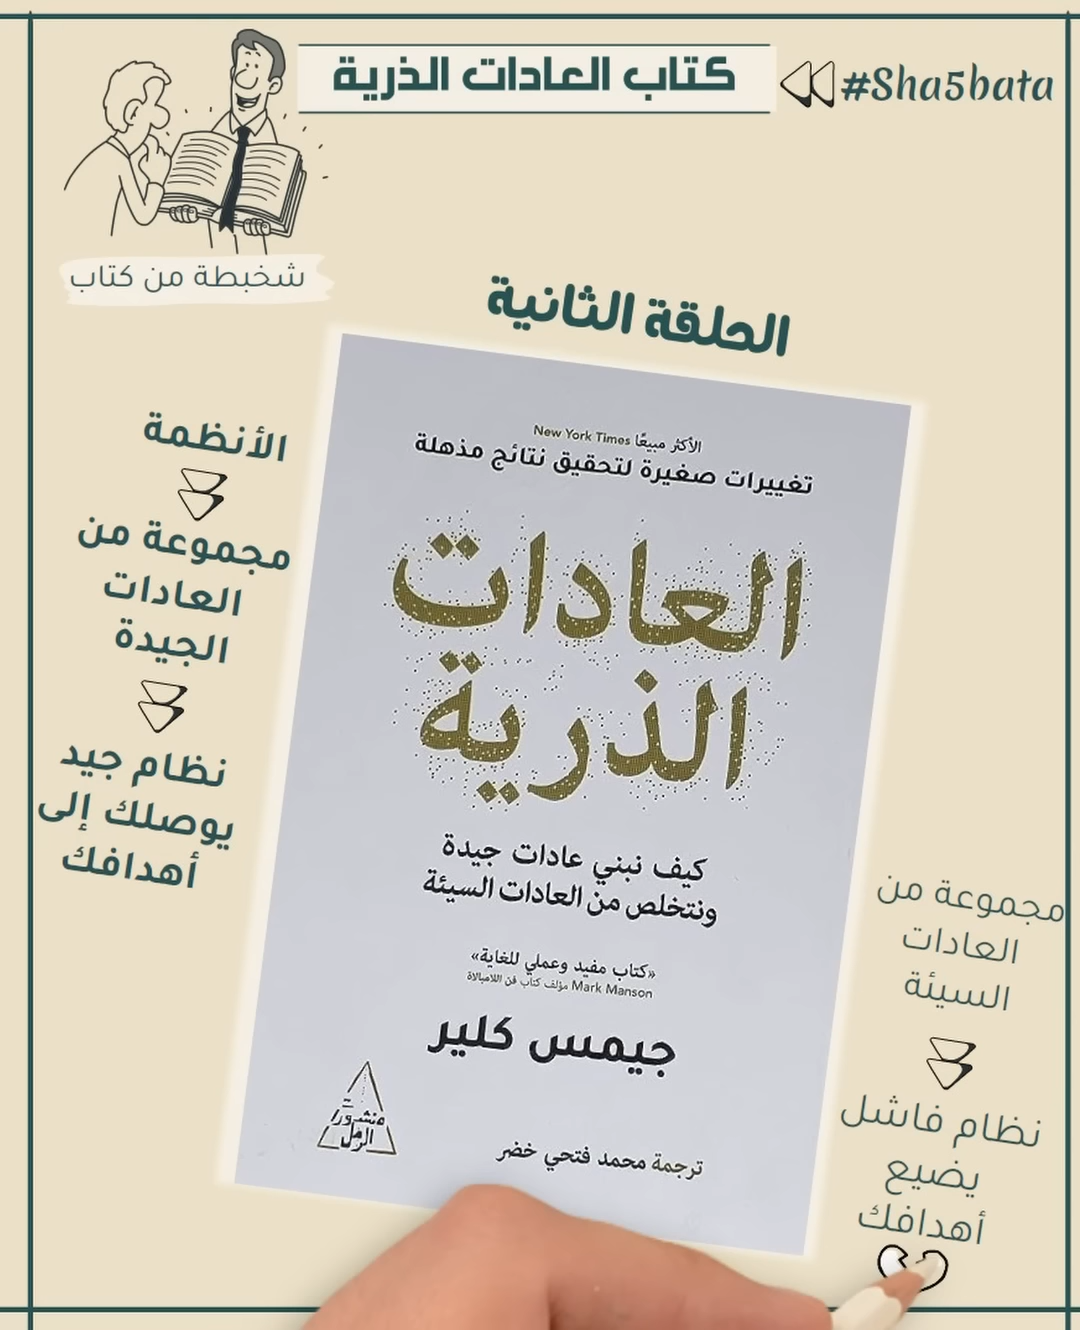 كتاب العادات الذرية
#Sha5bata
شخبطة من كتاب
الحلقة الثانية
الأنظمة
مجموعة من
العادات
الجيدة
نظام جيد
يوصلك إلى
أهدافك
الأكثر مبيعًا New York Times
تغييرات صغيرة لتحقيق نتائج مذهلة
العادات
الذرية
كيف نبني عادات جيدة
ونتخلص من العادات السيئة
«كتاب مفيد وعملي للغاية»
Mark Manson مؤلف كتاب فن اللامبالاة
جيمس كلير
منشورات
الرمل
ترجمة محمد فتحي خضر
مجموعة من
العادات
السيئة
نظام فاشل
يضيع
أهدافك